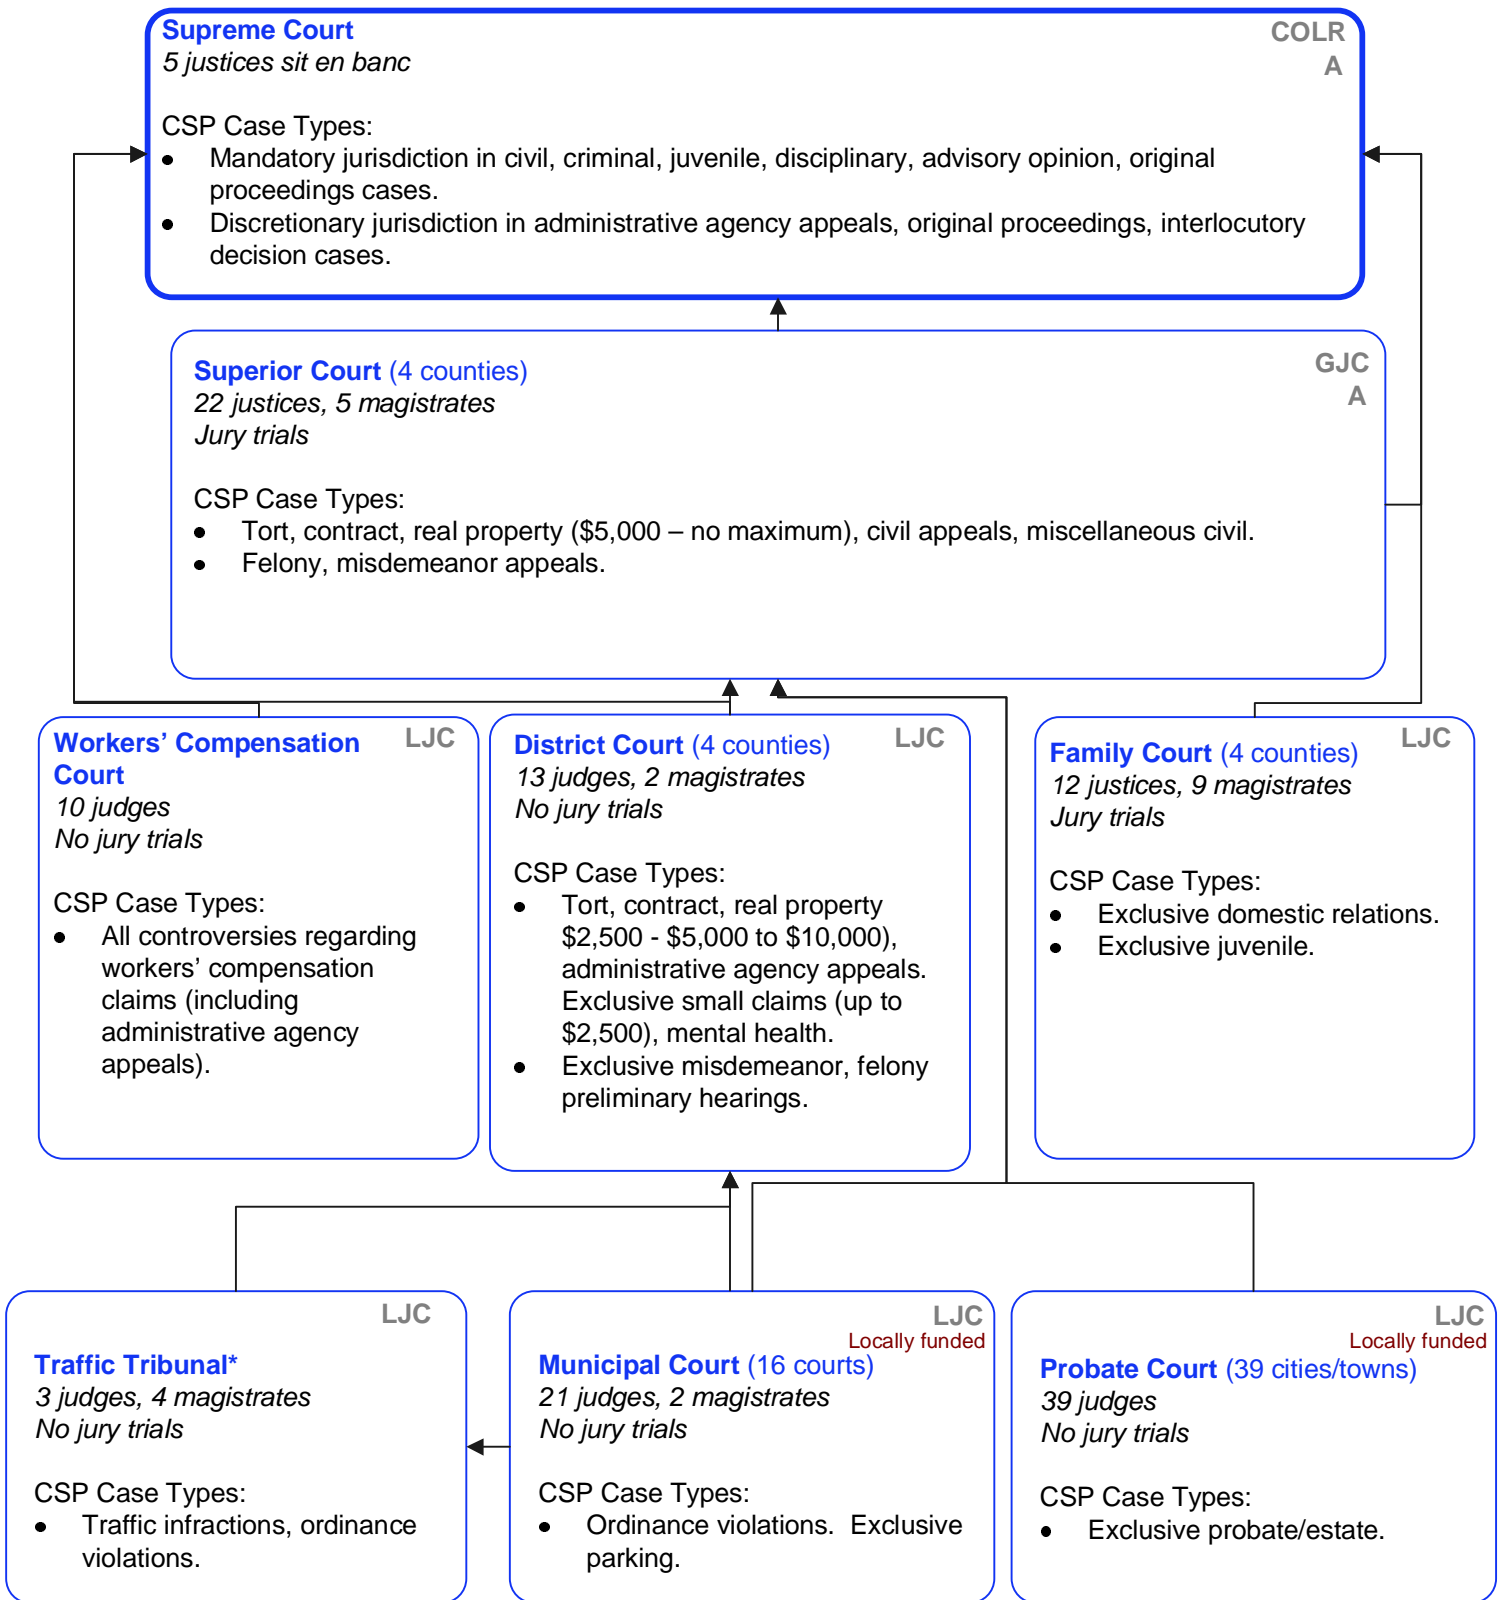 Supreme Court
COLR
5 justices sit en banc
A
CSP Case Types:
• Mandatory jurisdiction in civil, criminal, juvenile, disciplinary, advisory opinion, original
proceedings cases.
• Discretionary jurisdiction in administrative agency appeals, original proceedings, interlocutory
decision cases.
Superior Court (4 counties)
GJC
22 justices, 5 magistrates
A
Jury trials
CSP Case Types:
• Tort, contract, real property ($5,000 – no maximum), civil appeals, miscellaneous civil.
• Felony, misdemeanor appeals.
Workers’ Compensation
LJC
Court
10 judges
No jury trials
CSP Case Types:
• All controversies regarding
workers’ compensation
claims (including
administrative agency
appeals).
District Court (4 counties)
LJC
13 judges, 2 magistrates
No jury trials
CSP Case Types:
• Tort, contract, real property
$2,500 - $5,000 to $10,000),
administrative agency appeals.
Exclusive small claims (up to
$2,500), mental health.
• Exclusive misdemeanor, felony
preliminary hearings.
Family Court (4 counties)
LJC
12 justices, 9 magistrates
Jury trials
CSP Case Types:
• Exclusive domestic relations.
• Exclusive juvenile.
LJC
Traffic Tribunal*
3 judges, 4 magistrates
No jury trials
CSP Case Types:
• Traffic infractions, ordinance
violations.
LJC
Locally funded
Municipal Court (16 courts)
21 judges, 2 magistrates
No jury trials
CSP Case Types:
• Ordinance violations. Exclusive
parking.
LJC
Locally funded
Probate Court (39 cities/towns)
39 judges
No jury trials
CSP Case Types:
• Exclusive probate/estate.